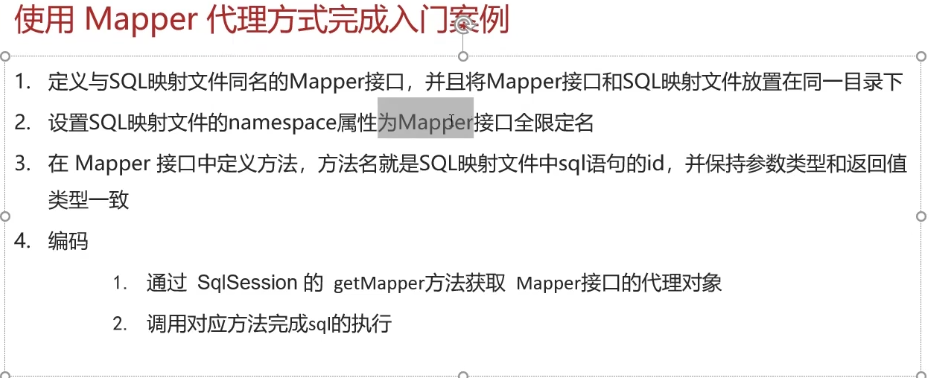 使用 Mapper 代理方式完成入门案例
1. 定义与SQL映射文件同名的Mapper接口，并且将Mapper接口和SQL映射文件放置在同一目录下
2. 设置SQL映射文件的namespace属性为Mapper接口全限定名
3. 在 Mapper 接口中定义方法，方法名就是SQL映射文件中sql语句的id，并保持参数类型和返回值
类型一致
4. 编码
1. 通过 SqlSession 的 getMapper方法获取 Mapper接口的代理对象
2. 调用对应方法完成sql的执行